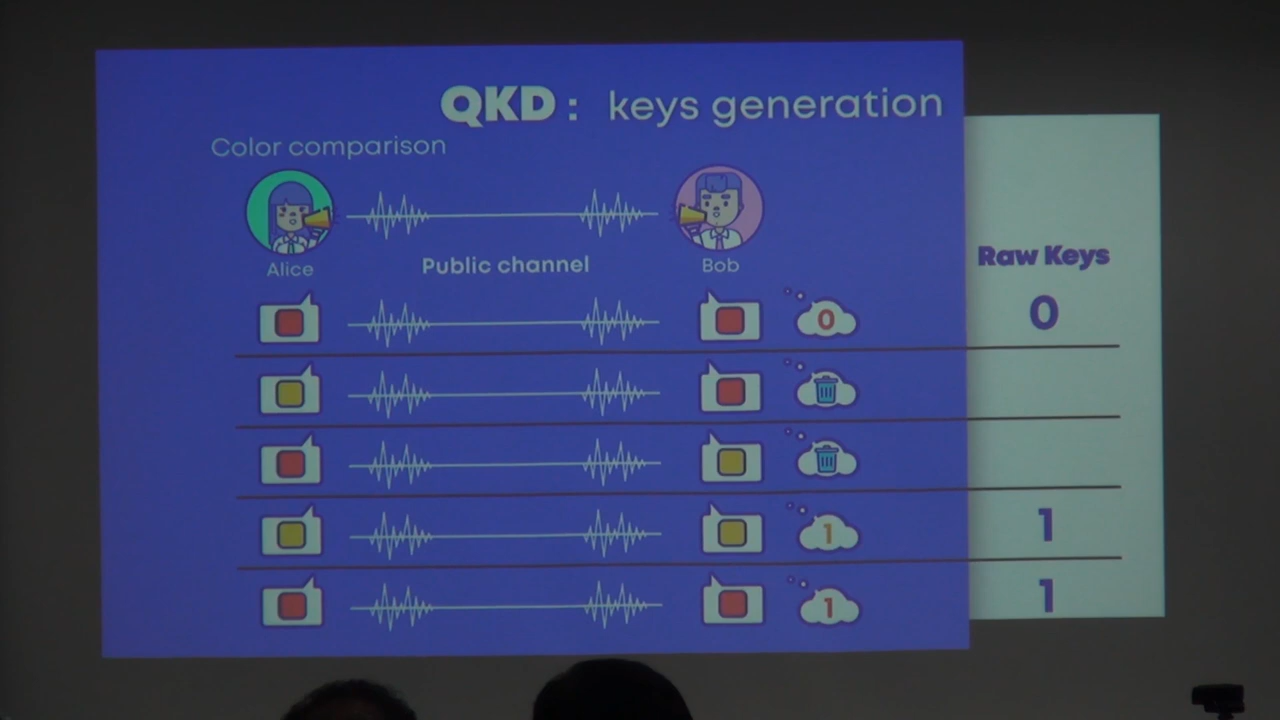 QKD : keys generation
Color comparison
Alice
Public channel
Bob
Raw Keys
0
0
1
1
1
1